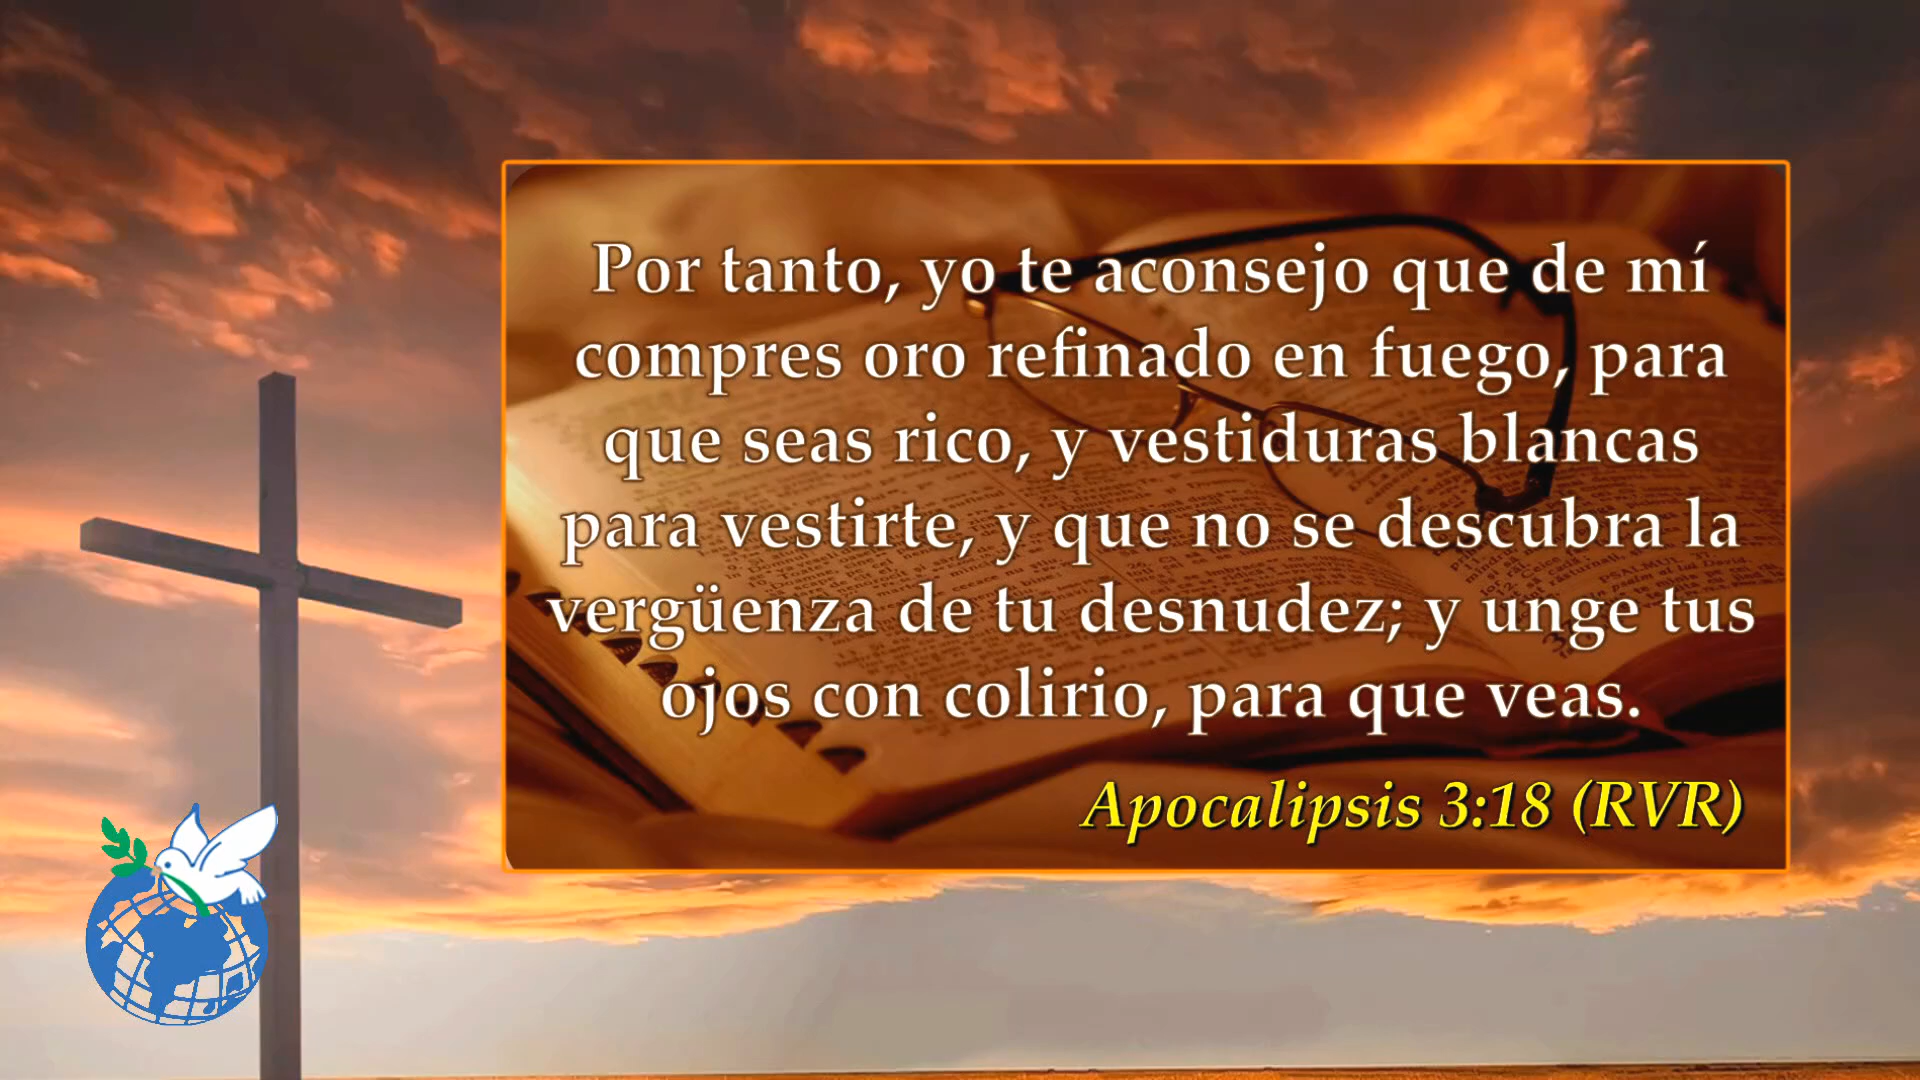 Por tanto, yo te aconsejo que de mí
compres oro refinado en fuego, para
que seas rico, y vestiduras blancas
para vestirte, y que no se descubra la
vergüenza de tu desnudez; y unge tus
ojos con colirio, para que veas.
Apocalipsis 3:18 (RVR)